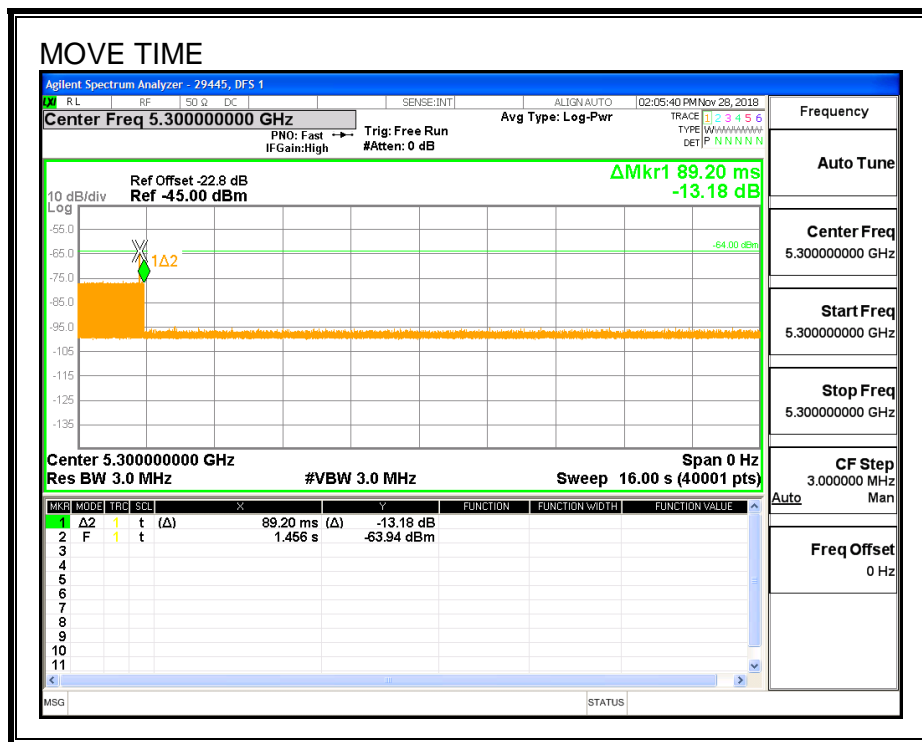 MOVE TIME
Agilent Spectrum Analyzer - 29445, DFS 1
LXI RL RF 50 Ω DC SENSE:INT ALIGN AUTO 02:05:40 PM Nov 28, 2018
Center Freq 5.300000000 GHz
PNO: Fast
IFGain:High
Trig: Free Run
#Atten: 0 dB
Avg Type: Log-Pwr
TRACE 1 2 3 4 5 6
TYPE WWWWWWW
DET P N N N N N
Ref Offset -22.8 dB
Ref -45.00 dBm
10 dB/div
Log
ΔMkr1 89.20 ms
-13.18 dB
-55.0
-65.0
-75.0
-85.0
-95.0
-105
-115
-125
-135
-64.00 dBm
1Δ2
Center 5.300000000 GHz
Span 0 Hz
Res BW 3.0 MHz #VBW 3.0 MHz Sweep 16.00 s (40001 pts)
MKR MODE TRC SCL X Y FUNCTION FUNCTION WIDTH FUNCTION VALUE
1 Δ2 1 t (Δ) 89.20 ms (Δ) -13.18 dB
2 F 1 t 1.456 s -63.94 dBm
3
4
5
6
7
8
9
10
11
MSG STATUS
Frequency
Auto Tune
Center Freq
5.300000000 GHz
Start Freq
5.300000000 GHz
Stop Freq
5.300000000 GHz
CF Step
3.000000 MHz
Auto Man
Freq Offset
0 Hz